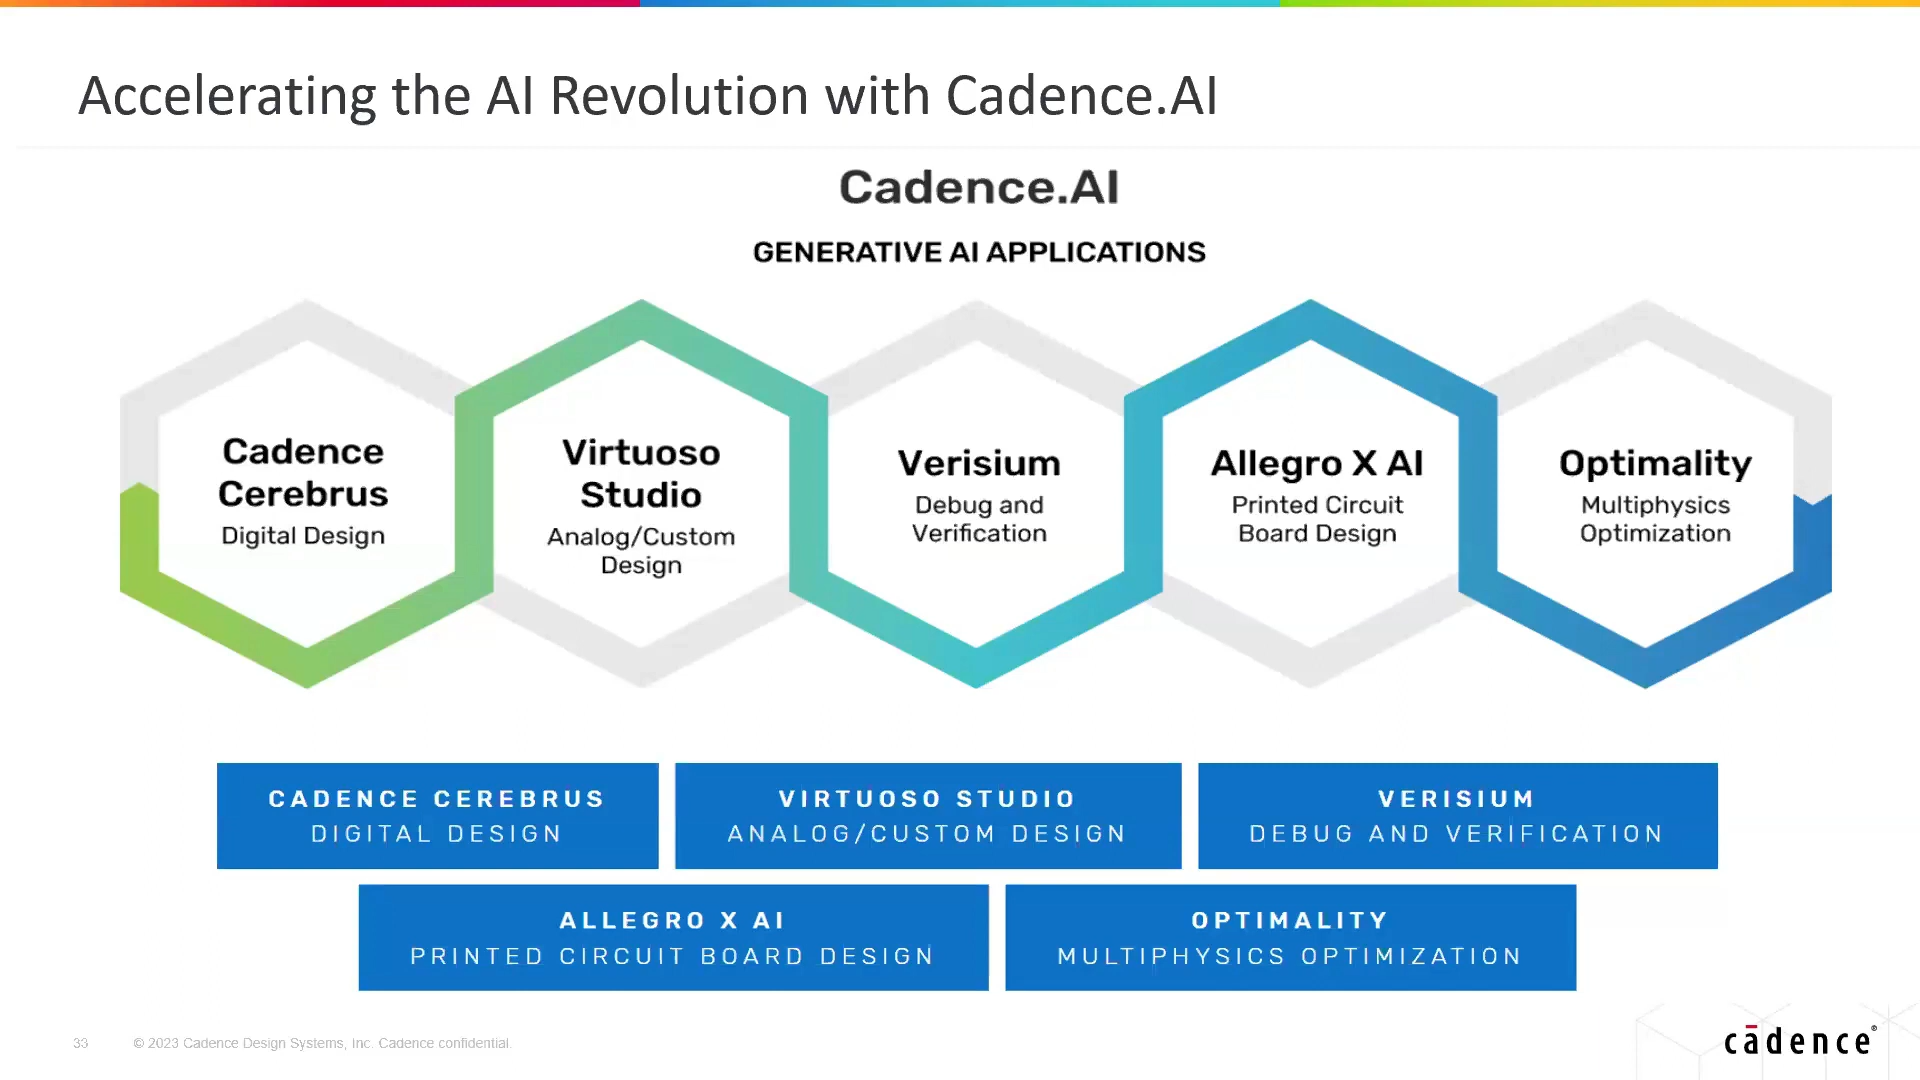 Accelerating the AI Revolution with Cadence.AI
Cadence.AI
GENERATIVE AI APPLICATIONS
Cadence
Cerebrus
Digital Design
Virtuoso
Studio
Analog/Custom
Design
Verisium
Debug and
Verification
Allegro X AI
Printed Circuit
Board Design
Optimality
Multiphysics
Optimization
CADENCE CEREBRUS
DIGITAL DESIGN
VIRTUOSO STUDIO
ANALOG/CUSTOM DESIGN
VERISIUM
DEBUG AND VERIFICATION
ALLEGRO X AI
PRINTED CIRCUIT BOARD DESIGN
OPTIMALITY
MULTIPHYSICS OPTIMIZATION
33 © 2023 Cadence Design Systems, Inc. Cadence confidential.
cādence®